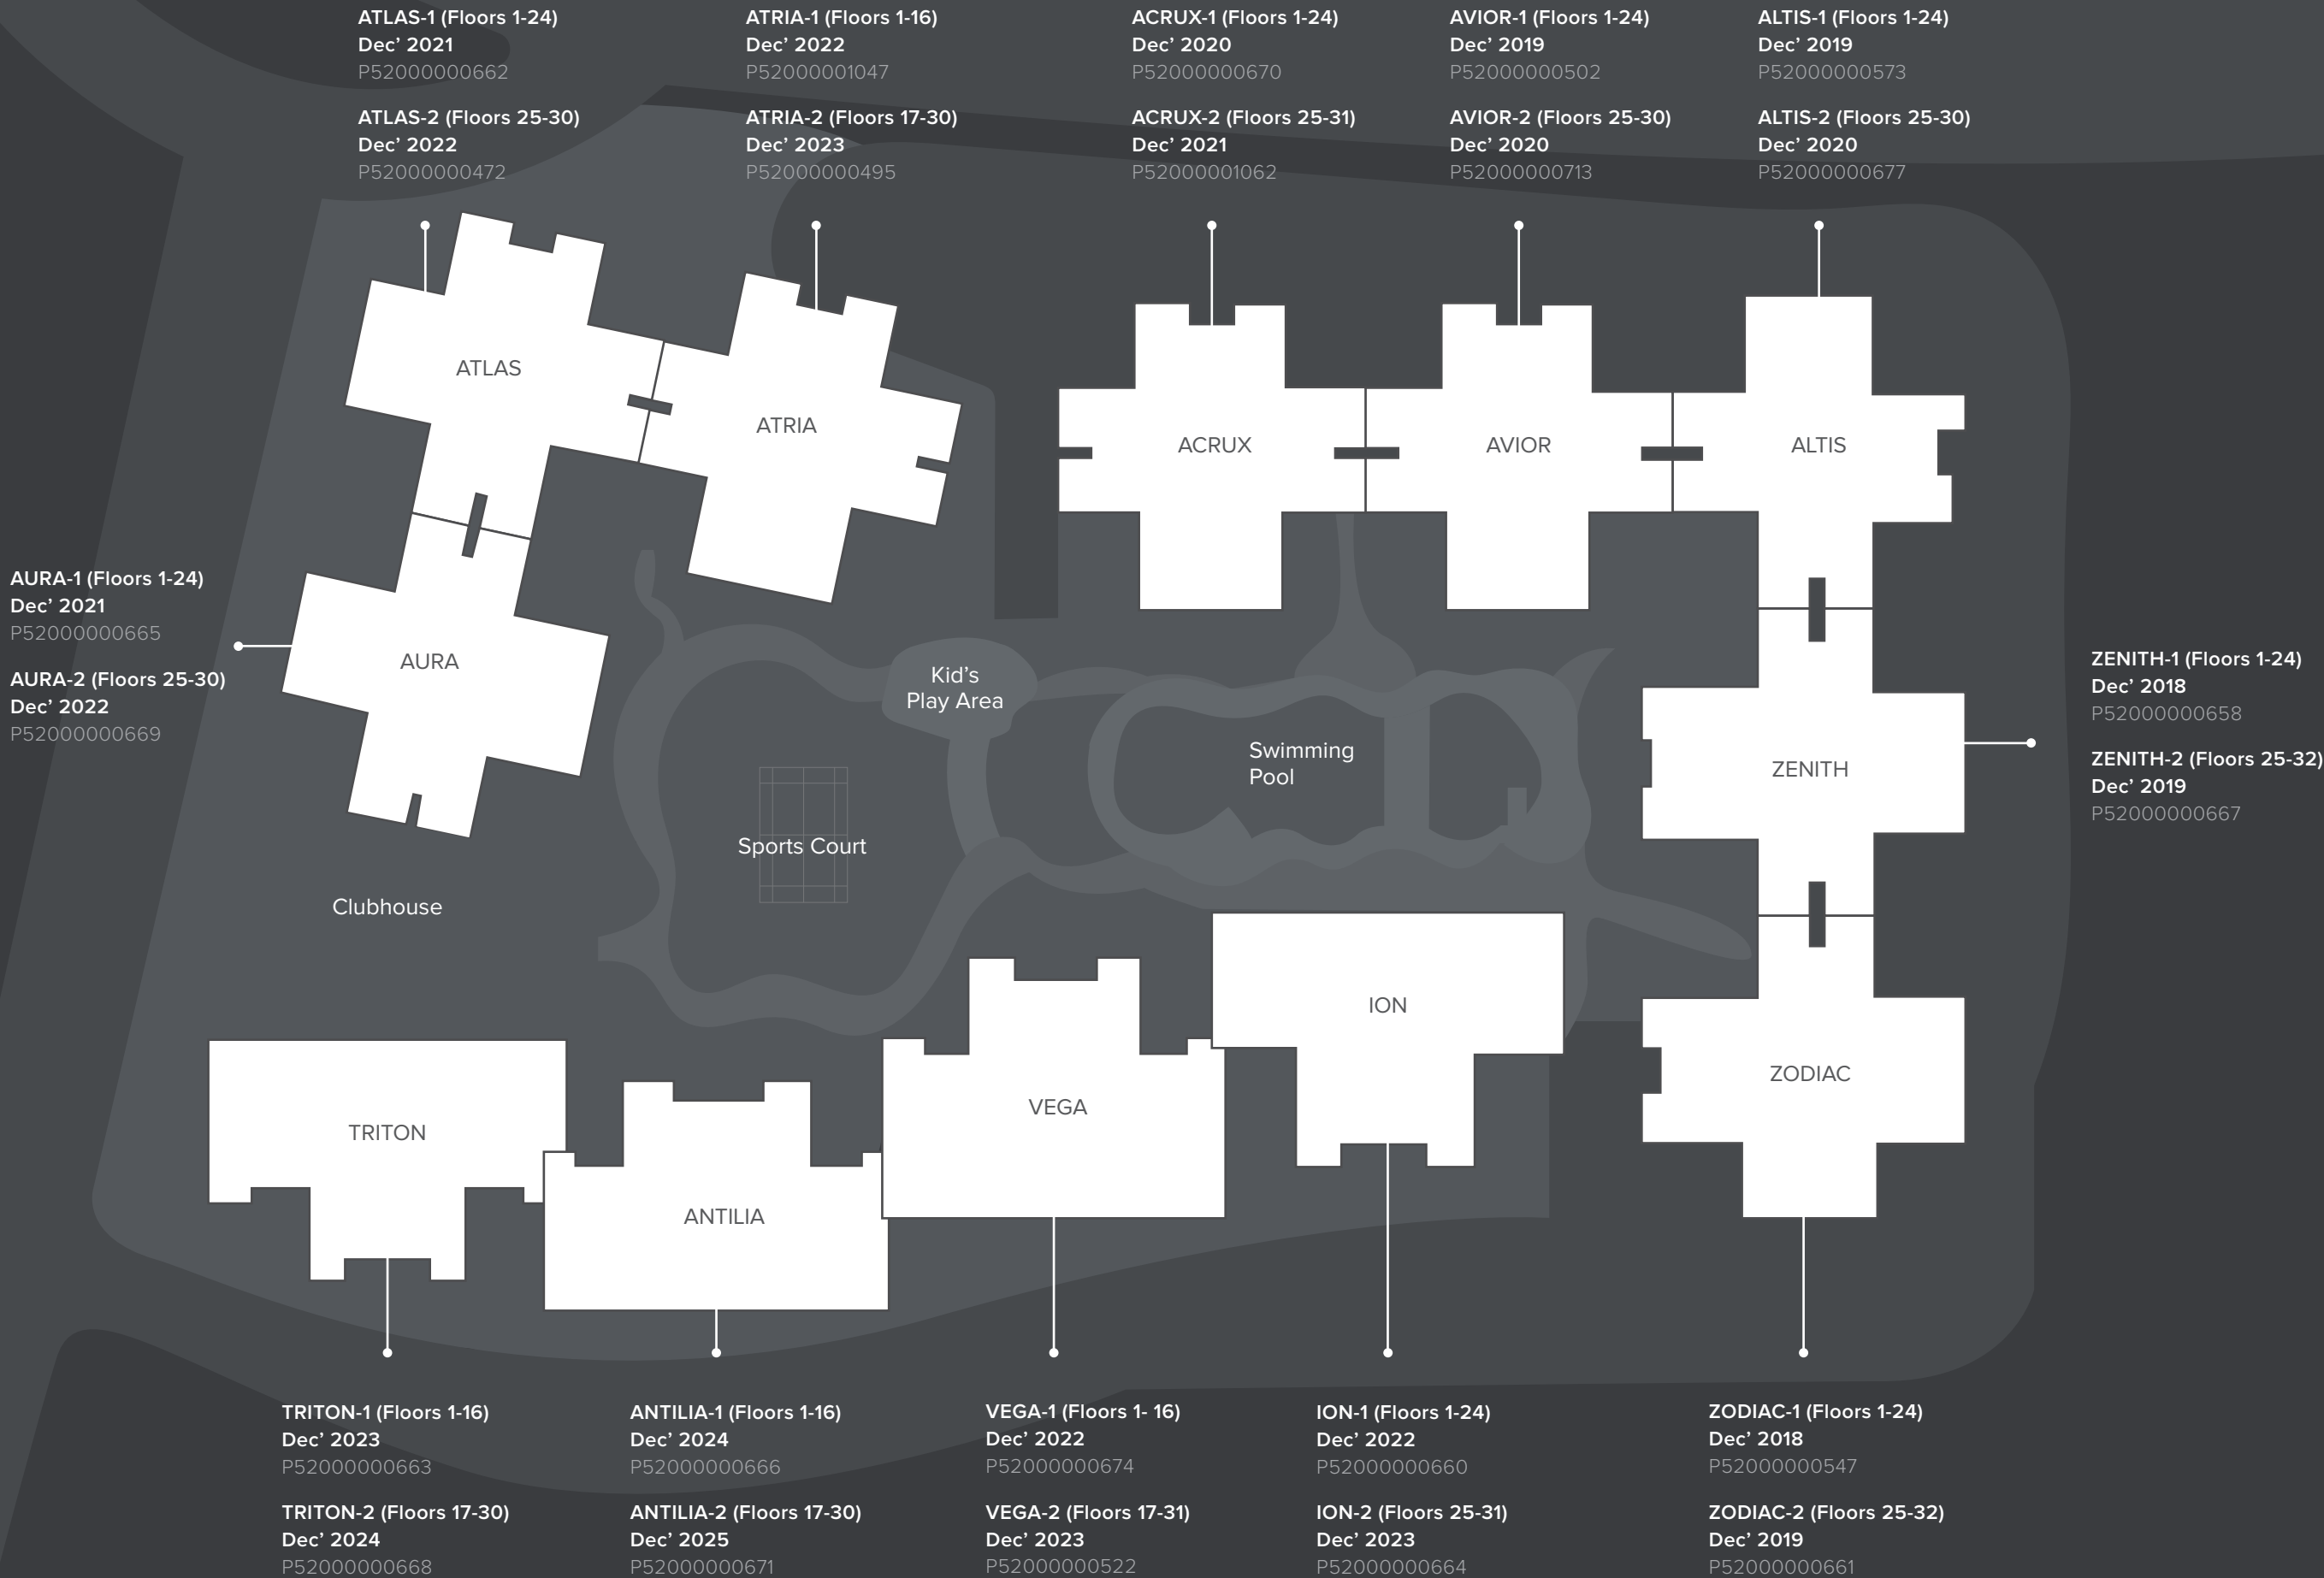 ATLAS-1 (Floors 1-24)
Dec’ 2021
P52000000662
ATLAS-2 (Floors 25-30)
Dec’ 2022
P52000000472
ATRIA-1 (Floors 1-16)
Dec’ 2022
P52000001047
ATRIA-2 (Floors 17-30)
Dec’ 2023
P52000000495
ACRUX-1 (Floors 1-24)
Dec’ 2020
P52000000670
ACRUX-2 (Floors 25-31)
Dec’ 2021
P52000001062
AVIOR-1 (Floors 1-24)
Dec’ 2019
P52000000502
AVIOR-2 (Floors 25-30)
Dec’ 2020
P52000000713
ALTIS-1 (Floors 1-24)
Dec’ 2019
P52000000573
ALTIS-2 (Floors 25-30)
Dec’ 2020
P52000000677
ATLAS
ATRIA
ACRUX
AVIOR
ALTIS
AURA-1 (Floors 1-24)
Dec’ 2021
P52000000665
AURA-2 (Floors 25-30)
Dec’ 2022
P52000000669
AURA
Kid’s
Play Area
Swimming
Pool
Sports Court
Clubhouse
ZENITH
ZENITH-1 (Floors 1-24)
Dec’ 2018
P52000000658
ZENITH-2 (Floors 25-32)
Dec’ 2019
P52000000667
ION
ZODIAC
VEGA
TRITON
ANTILIA
TRITON-1 (Floors 1-16)
Dec’ 2023
P52000000663
TRITON-2 (Floors 17-30)
Dec’ 2024
P52000000668
ANTILIA-1 (Floors 1-16)
Dec’ 2024
P52000000666
ANTILIA-2 (Floors 17-30)
Dec’ 2025
P52000000671
VEGA-1 (Floors 1- 16)
Dec’ 2022
P52000000674
VEGA-2 (Floors 17-31)
Dec’ 2023
P52000000522
ION-1 (Floors 1-24)
Dec’ 2022
P52000000660
ION-2 (Floors 25-31)
Dec’ 2023
P52000000664
ZODIAC-1 (Floors 1-24)
Dec’ 2018
P52000000547
ZODIAC-2 (Floors 25-32)
Dec’ 2019
P52000000661